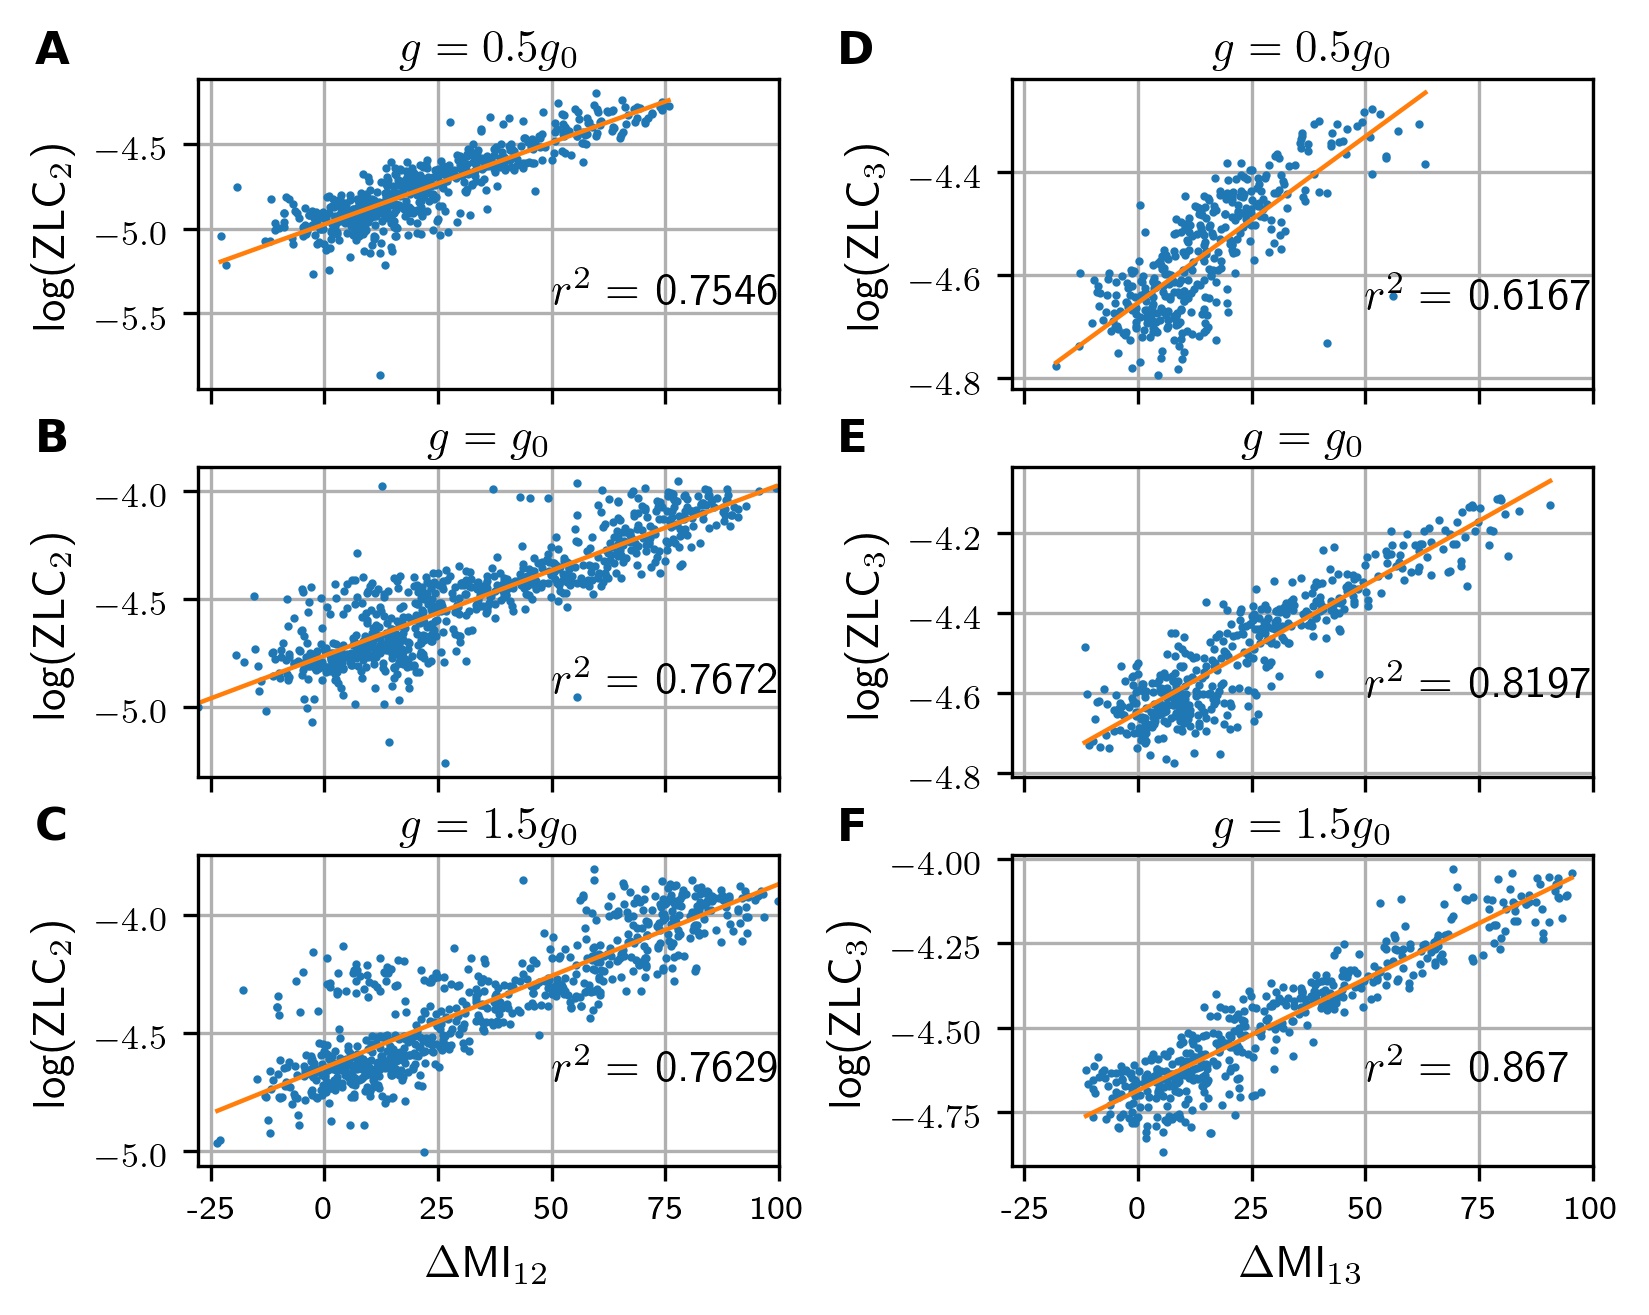 A
g = 0.5g₀
log(ZLC₂)
−4.5
−5.0
−5.5
r² = 0.7546
B
g = g₀
log(ZLC₂)
−4.0
−4.5
−5.0
r² = 0.7672
C
g = 1.5g₀
log(ZLC₂)
−4.0
−4.5
−5.0
r² = 0.7629
-25 0 25 50 75 100
ΔMI₁₂
D
g = 0.5g₀
log(ZLC₃)
−4.4
−4.6
−4.8
r² = 0.6167
E
g = g₀
log(ZLC₃)
−4.2
−4.4
−4.6
−4.8
r² = 0.8197
F
g = 1.5g₀
log(ZLC₃)
−4.00
−4.25
−4.50
−4.75
r² = 0.867
-25 0 25 50 75 100
ΔMI₁₃